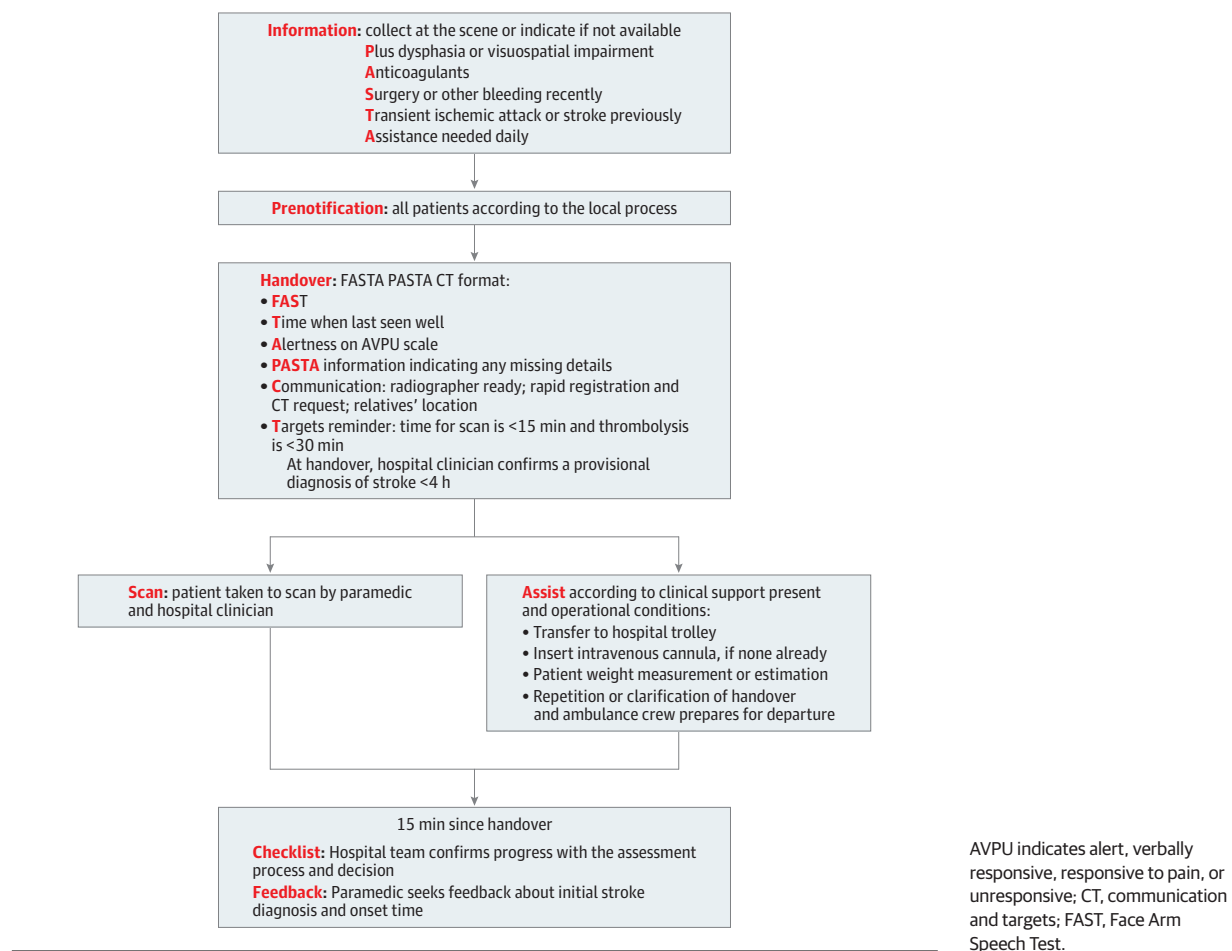 Information: collect at the scene or indicate if not available
Plus dysphasia or visuospatial impairment
Anticoagulants
Surgery or other bleeding recently
Transient ischemic attack or stroke previously
Assistance needed daily
Prenotification: all patients according to the local process
Handover: FASTA PASTA CT format:
• FAST
• Time when last seen well
• Alertness on AVPU scale
• PASTA information indicating any missing details
• Communication: radiographer ready; rapid registration and
CT request; relatives’ location
• Targets reminder: time for scan is <15 min and thrombolysis
is <30 min
At handover, hospital clinician confirms a provisional
diagnosis of stroke <4 h
Scan: patient taken to scan by paramedic
and hospital clinician
Assist according to clinical support present
and operational conditions:
• Transfer to hospital trolley
• Insert intravenous cannula, if none already
• Patient weight measurement or estimation
• Repetition or clarification of handover
and ambulance crew prepares for departure
15 min since handover
Checklist: Hospital team confirms progress with the assessment
process and decision
Feedback: Paramedic seeks feedback about initial stroke
diagnosis and onset time
AVPU indicates alert, verbally
responsive, responsive to pain, or
unresponsive; CT, communication
and targets; FAST, Face Arm
Speech Test.